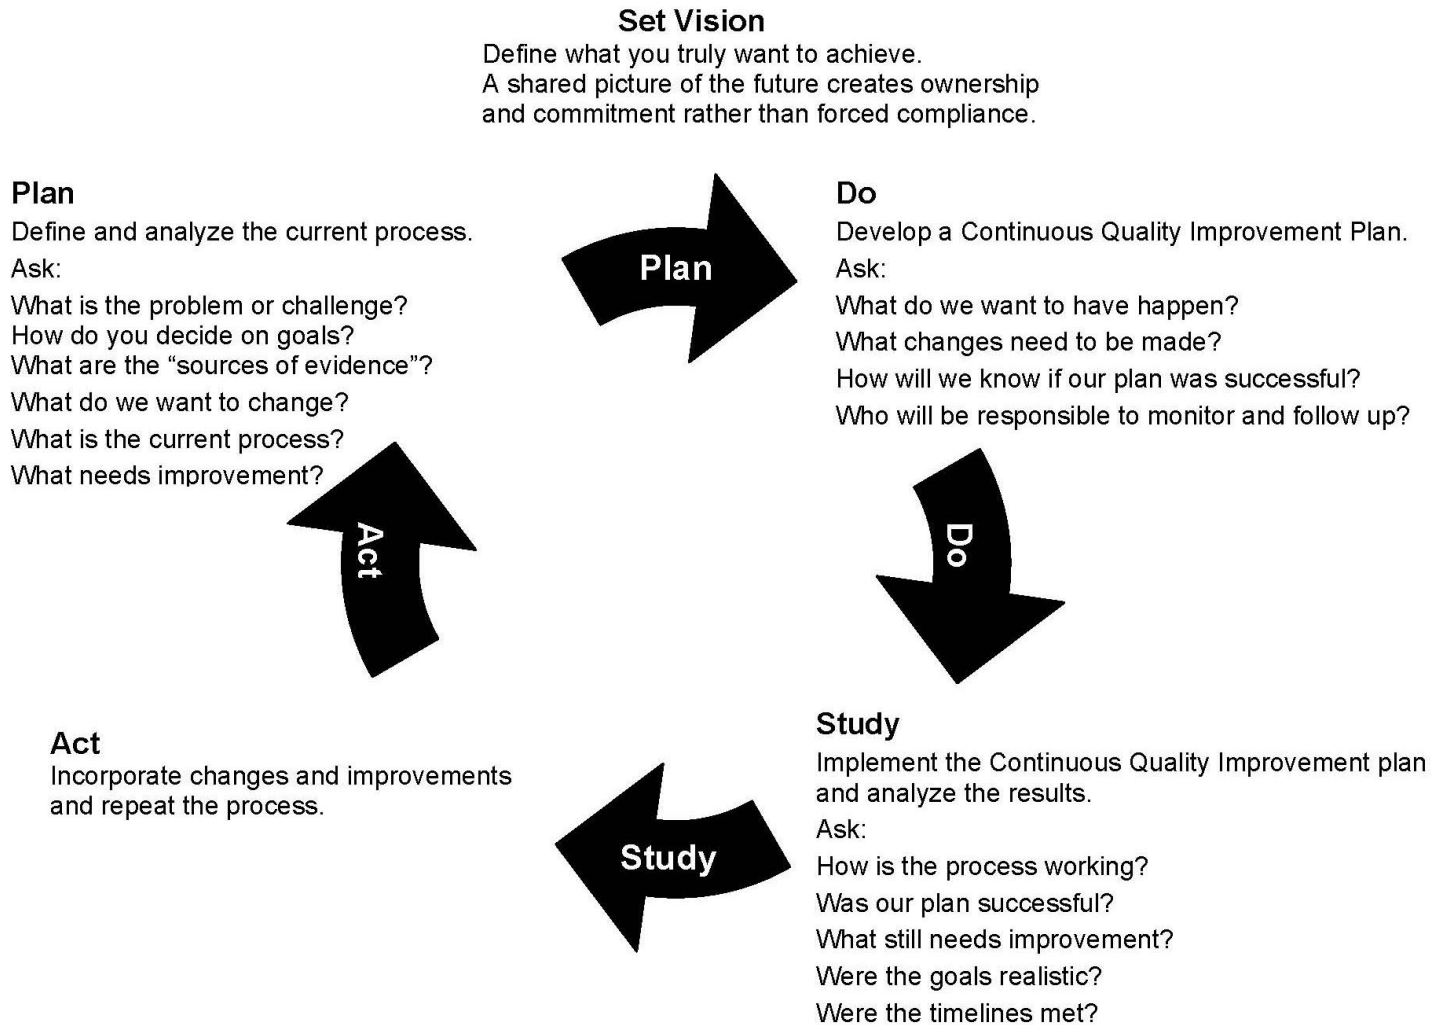 Set Vision
Define what you truly want to achieve.
A shared picture of the future creates ownership
and commitment rather than forced compliance.
Plan
Define and analyze the current process.
Ask:
What is the problem or challenge?
How do you decide on goals?
What are the “sources of evidence”?
What do we want to change?
What is the current process?
What needs improvement?
Plan
Do
Develop a Continuous Quality Improvement Plan.
Ask:
What do we want to have happen?
What changes need to be made?
How will we know if our plan was successful?
Who will be responsible to monitor and follow up?
Do
Study
Implement the Continuous Quality Improvement plan
and analyze the results.
Ask:
How is the process working?
Was our plan successful?
What still needs improvement?
Were the goals realistic?
Were the timelines met?
Study
Act
Incorporate changes and improvements
and repeat the process.
Act